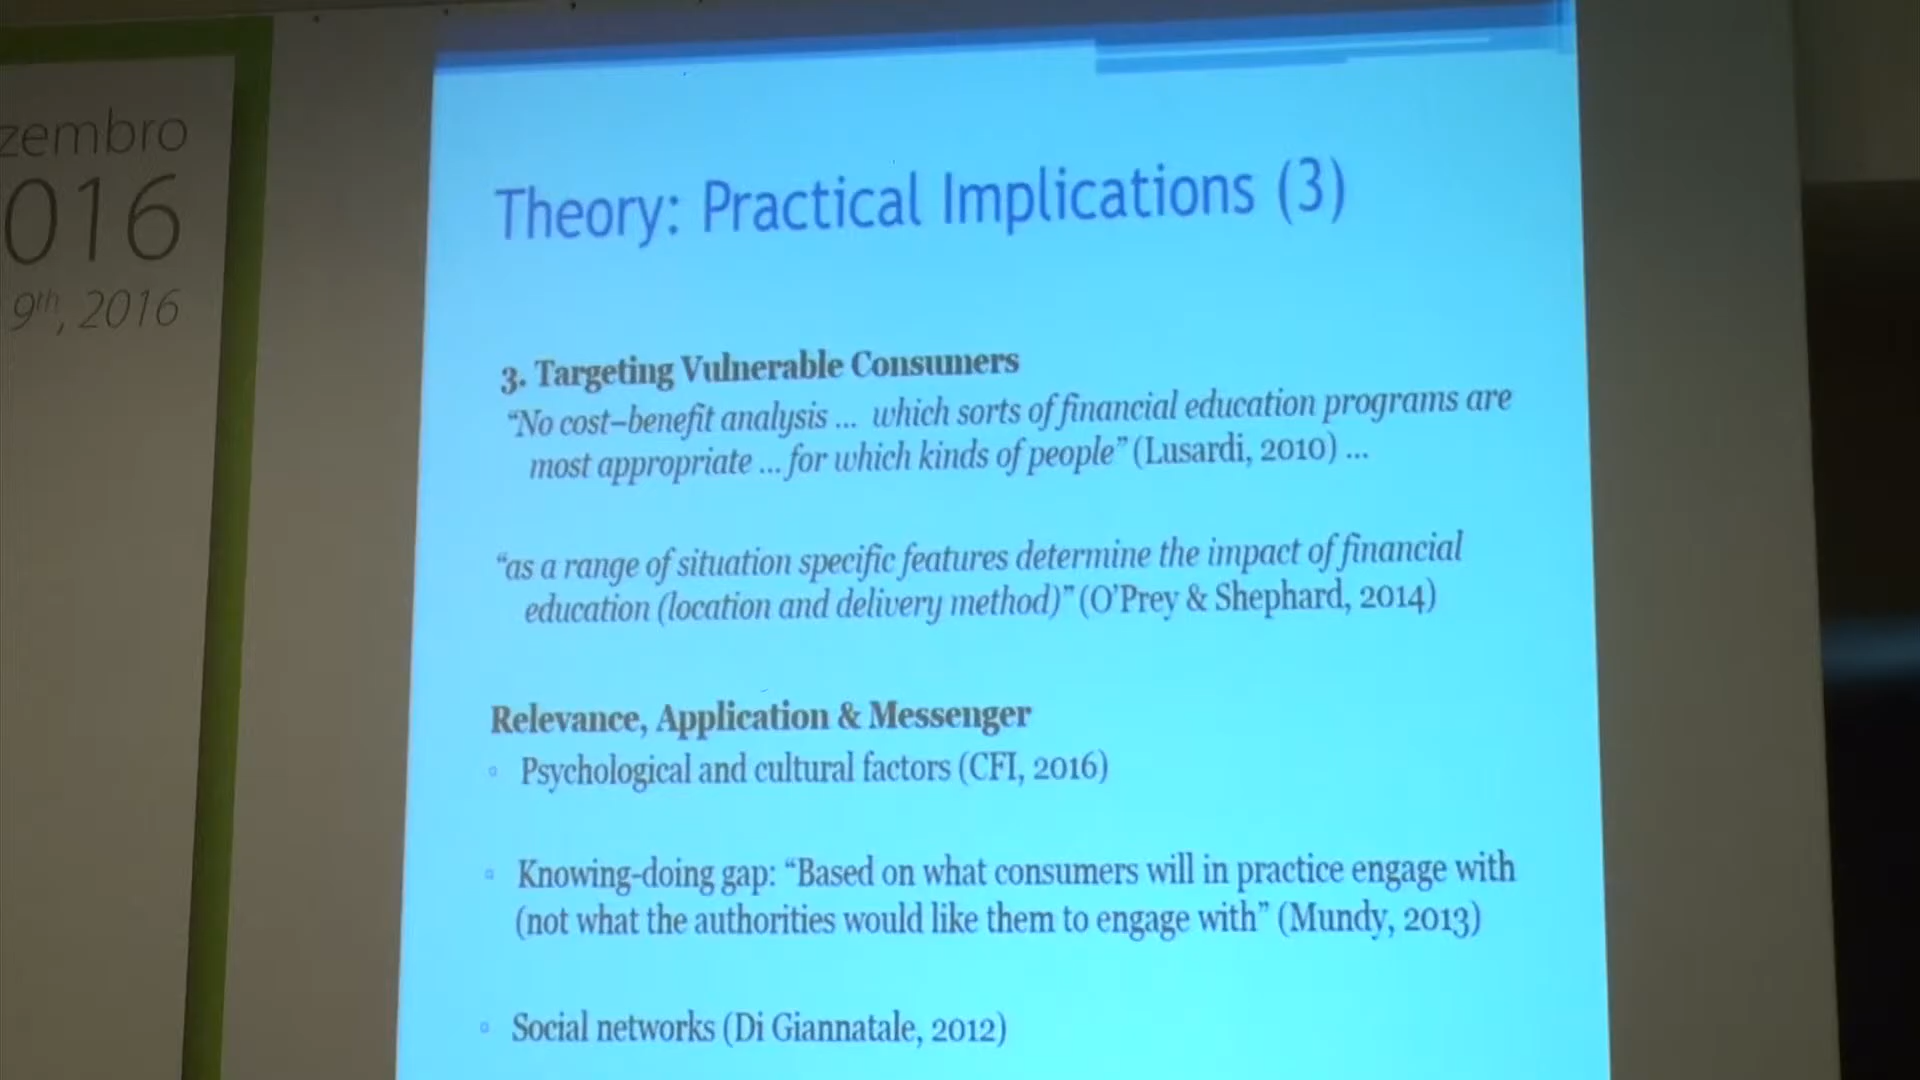 zembro
016
9th, 2016
Theory: Practical Implications (3)
3. Targeting Vulnerable Consumers
“No cost–benefit analysis ... which sorts of financial education programs are
most appropriate ... for which kinds of people” (Lusardi, 2010) ...
“as a range of situation specific features determine the impact of financial
education (location and delivery method)” (O’Prey & Shephard, 2014)
Relevance, Application & Messenger
▫ Psychological and cultural factors (CFI, 2016)
▫ Knowing-doing gap: “Based on what consumers will in practice engage with
(not what the authorities would like them to engage with” (Mundy, 2013)
▫ Social networks (Di Giannatale, 2012)